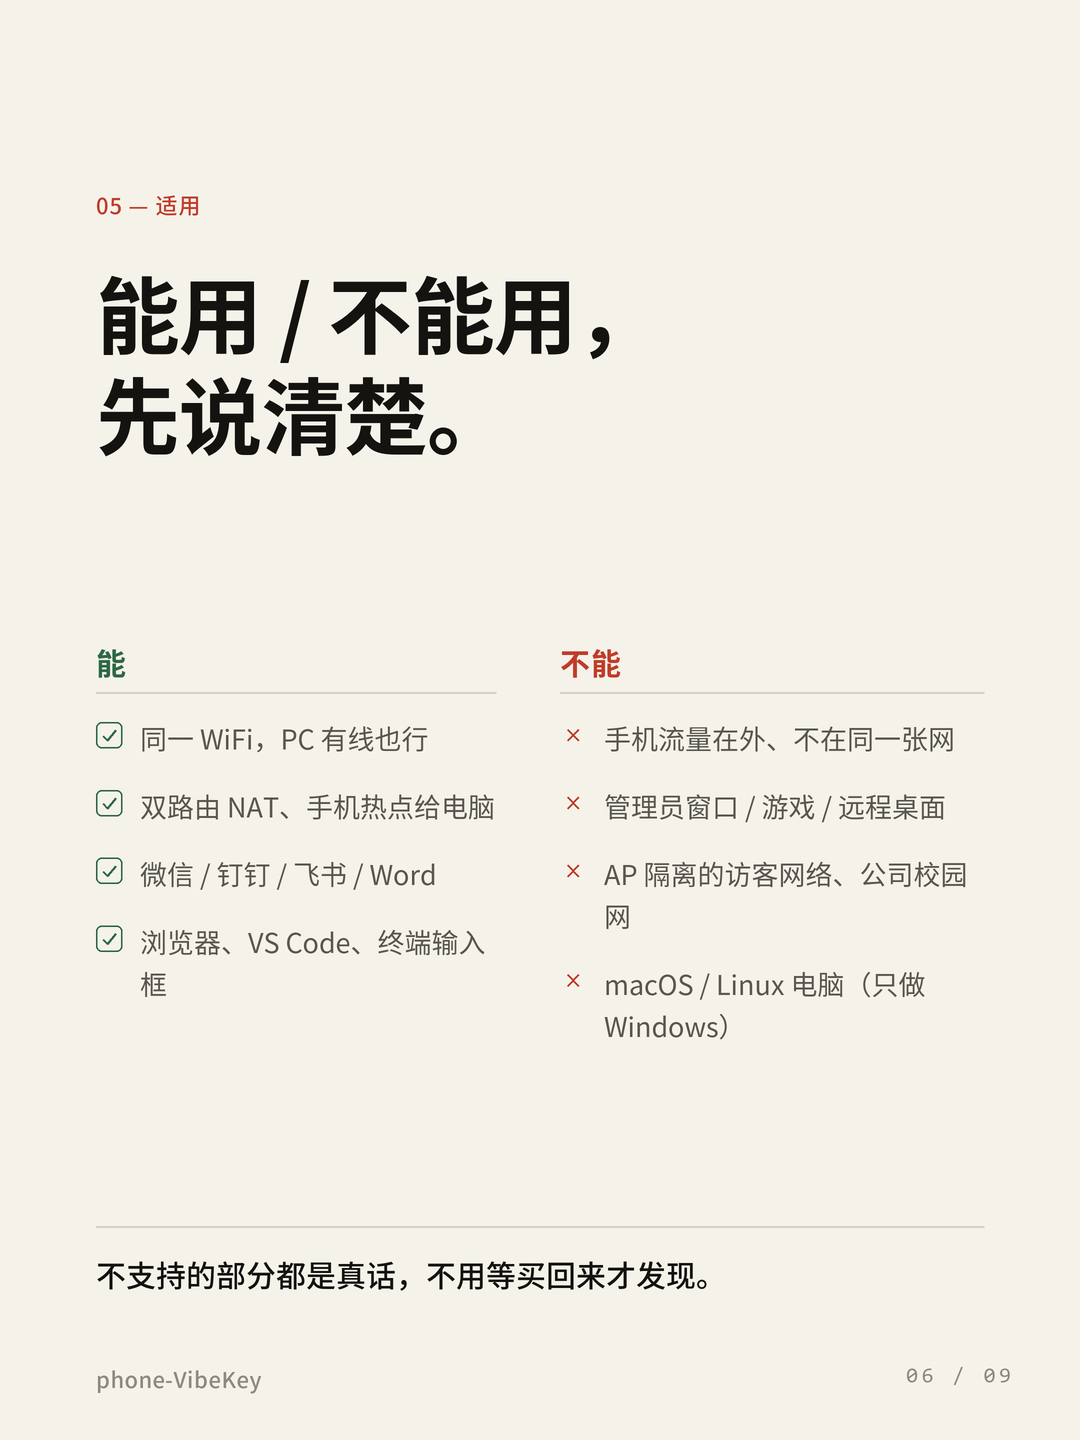 05 — 适用
能用 / 不能用，
先说清楚。
能
同一 WiFi，PC 有线也行
双路由 NAT、手机热点给电脑
微信 / 钉钉 / 飞书 / Word
浏览器、VS Code、终端输入
框
不能
手机流量在外、不在同一张网
管理员窗口 / 游戏 / 远程桌面
AP 隔离的访客网络、公司校园
网
macOS / Linux 电脑（只做
Windows）
不支持的部分都是真话，不用等买回来才发现。
phone-VibeKey
06 / 09